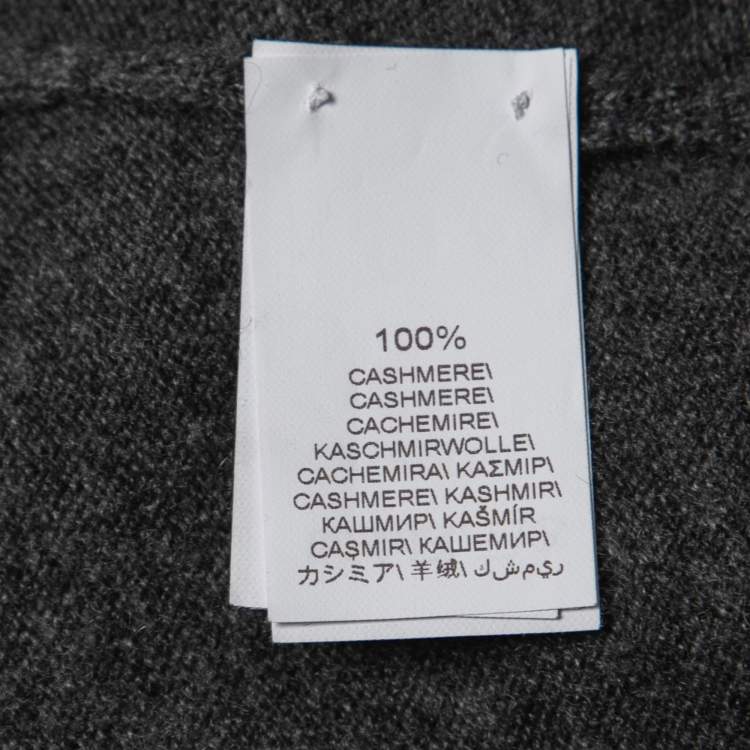 100%
CASHMERE\
CASHMERE\
CACHEMIRE\
KASCHMIRWOLLE\
CACHEMIRA\ ΚΑΣΜΙΡ\
CASHMERE\ KASHMIR\
КАШМИР\ KAŠMÍR
CAŞMIR\ КАШЕМИР\
カシミア\ 羊绒\ ريمشك